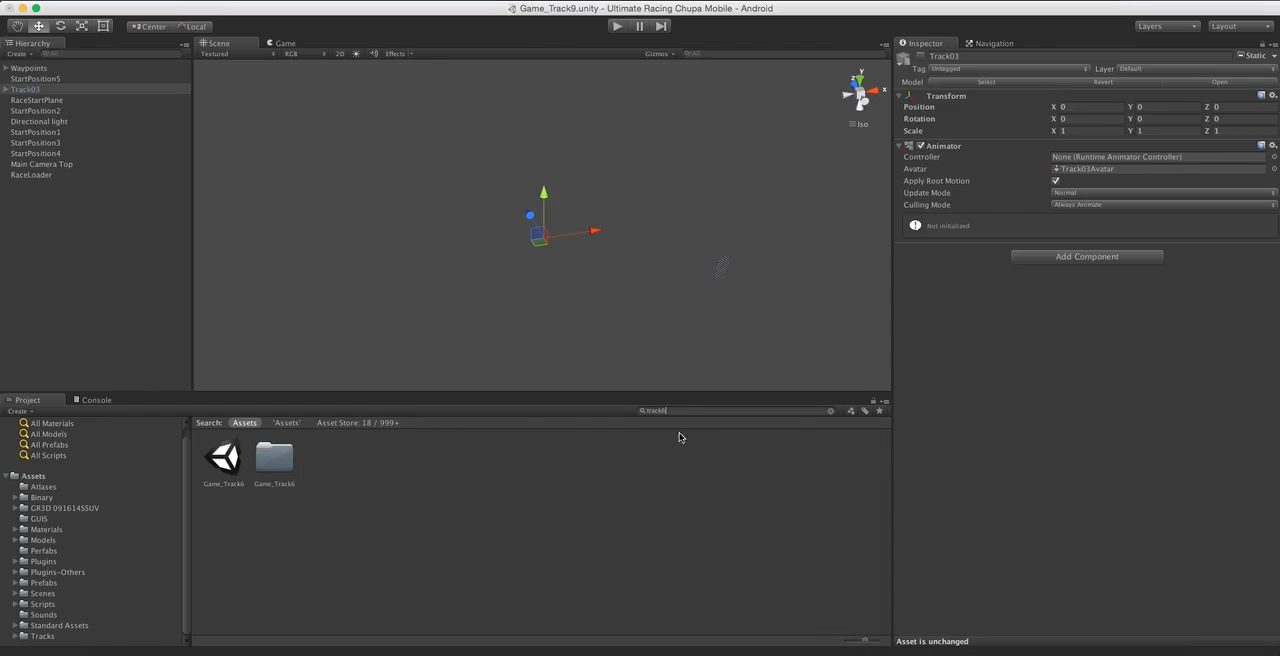 Game_Track9.unity - Ultimate Racing Chupa Mobile - Android
Center Local Layers Layout
Hierarchy
Create All
Waypoints
StartPosition5
Track03
RaceStartPlane
StartPosition2
Directional light
StartPosition1
StartPosition3
StartPosition4
Main Camera Top
RaceLoader
Scene Game
Textured RGB 2D Effects Gizmos All
y
z
x
Iso
Inspector Navigation
Track03 Static
Tag Untagged Layer Default
Model Select Revert Open
Transform
Position X 0 Y 0 Z 0
Rotation X 0 Y 0 Z 0
Scale X 1 Y 1 Z 1
Animator
Controller None (Runtime Animator Controller)
Avatar Track03Avatar
Apply Root Motion
Update Mode Normal
Culling Mode Always Animate
Not initialized
Add Component
Project Console
Create track6
All Materials
All Models
All Prefabs
All Scripts
Assets
Atlases
Binary
GR3D 091614SSUV
GUIS
Materials
Models
Perfabs
Plugins
Plugins-Others
Prefabs
Scenes
Scripts
Sounds
Standard Assets
Tracks
Search: Assets 'Assets' Asset Store: 18 / 999+
Game_Track6 Game_Track6
Asset is unchanged